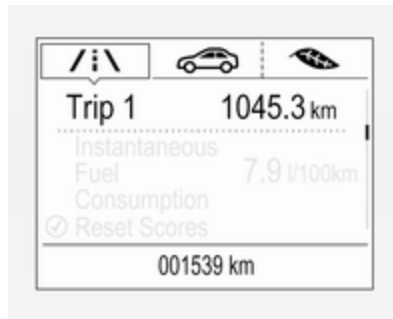 Trip 1 1045.3 km
Instantaneous
Fuel 7.9 l/100km
Consumption
Reset Scores
001539 km